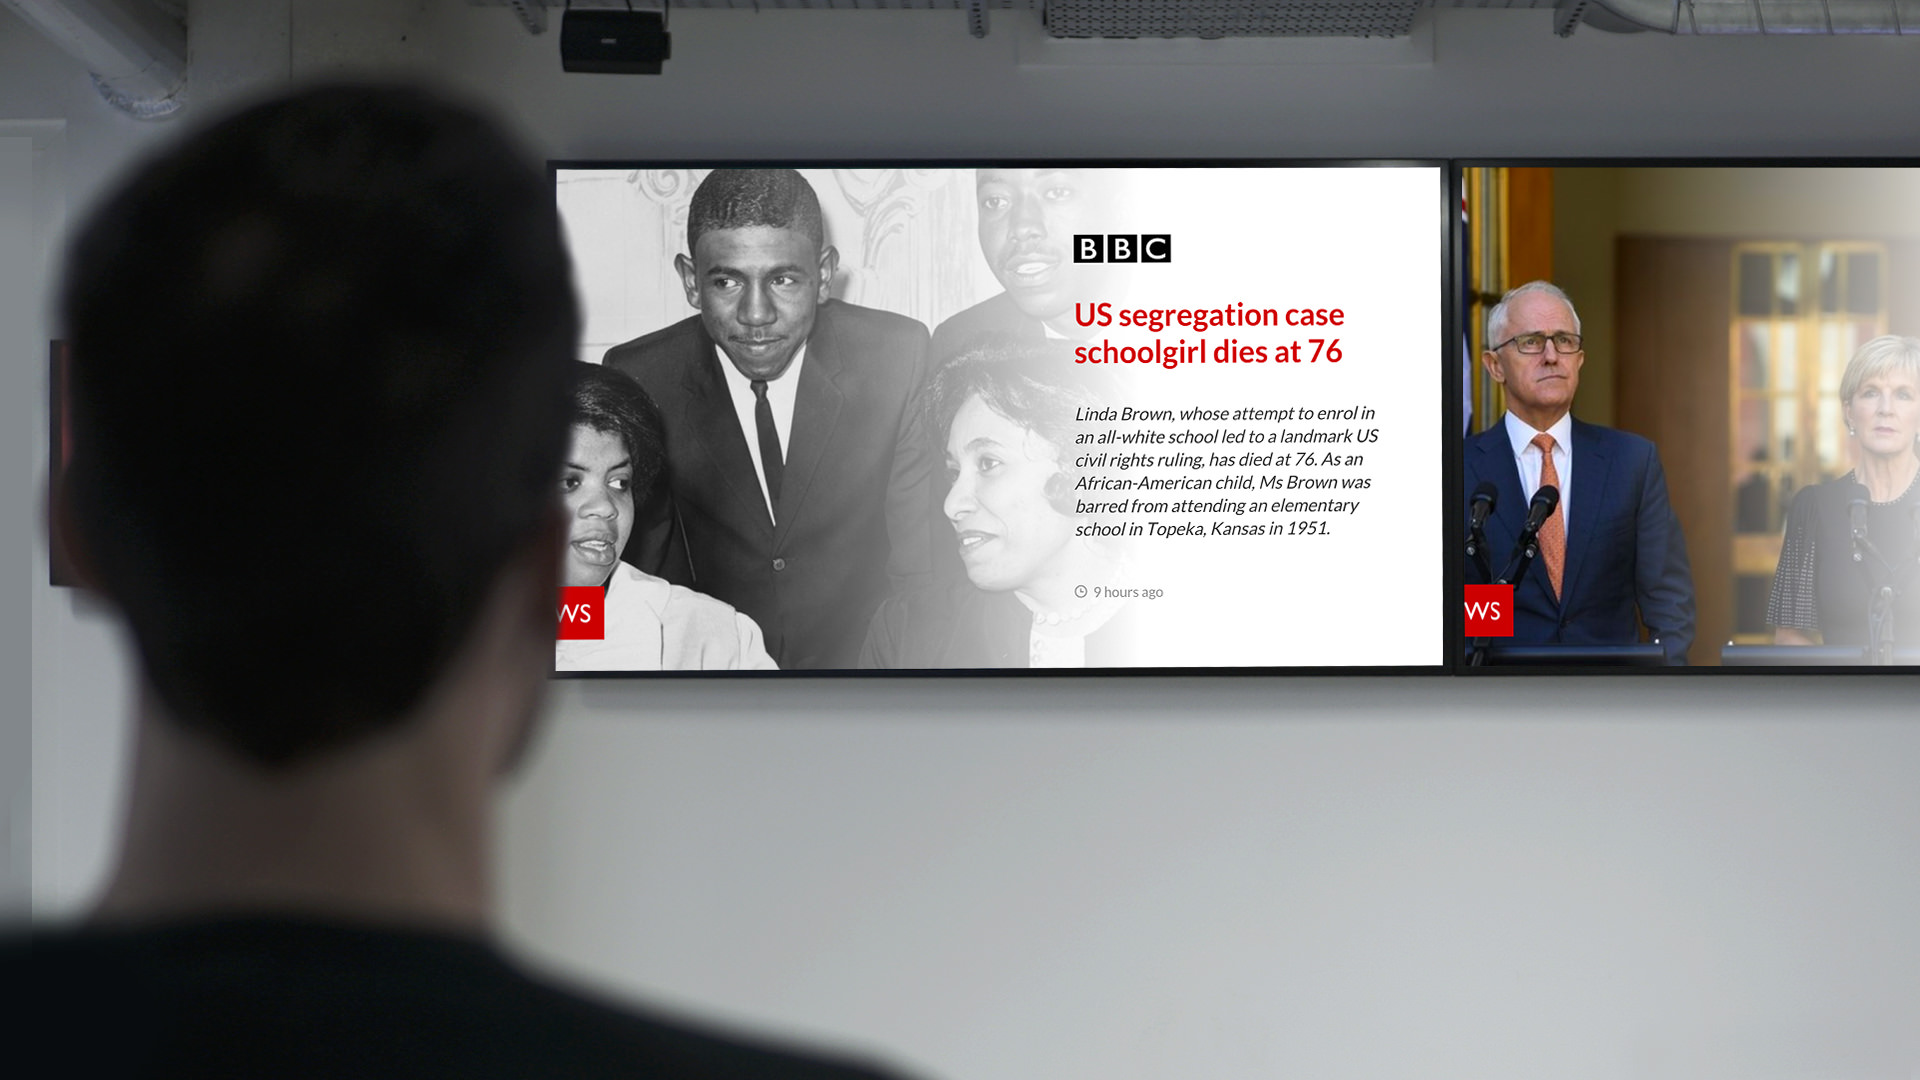 BBC
US segregation case
schoolgirl dies at 76
Linda Brown, whose attempt to enrol in
an all-white school led to a landmark US
civil rights ruling, has died at 76. As an
African-American child, Ms Brown was
barred from attending an elementary
school in Topeka, Kansas in 1951.
9 hours ago
WS
WS